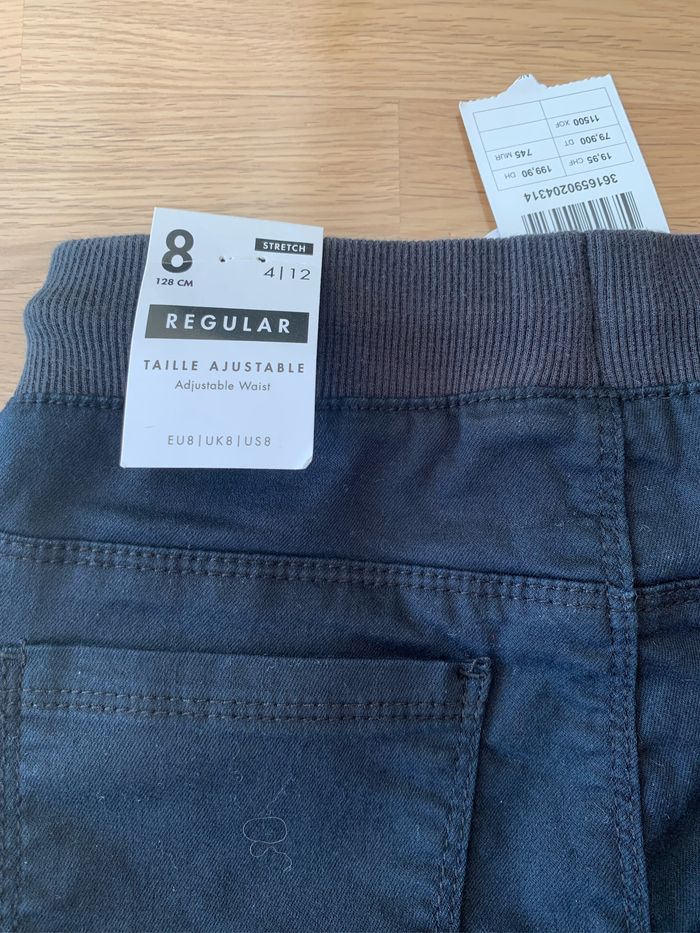 8
128 CM
STRETCH
4|12
REGULAR
TAILLE AJUSTABLE
Adjustable Waist
EU8|UK8|US8
3616590204314
19,95 CHF 199,90 DH
79,900 DT 745 MUR
11500 XOF